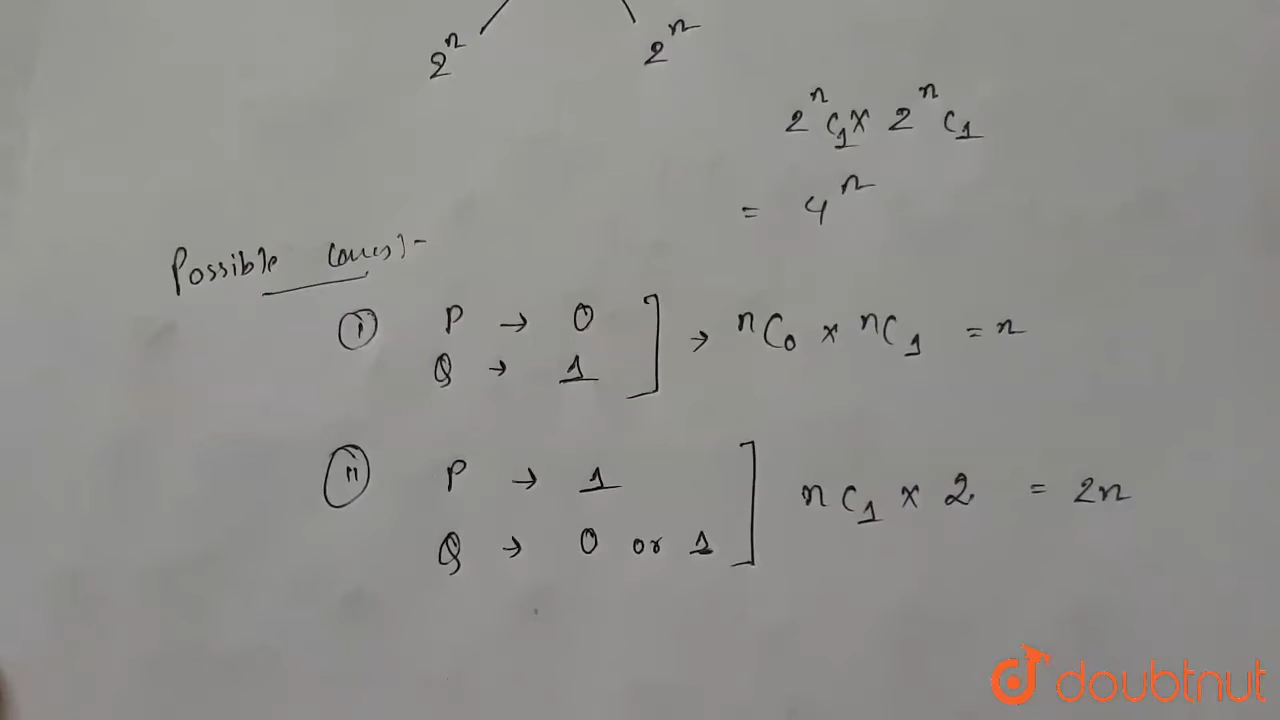 2^n 2^n
2^n C_1 × 2^n C_1
= 4^n
Possible
(i) P → 0 ] → ^nC_0 × ^nC_1 = n
Q → 1
(ii) P → 1 ] ^nC_1 × 2 = 2n
Q → 0 or 1
doubtnut